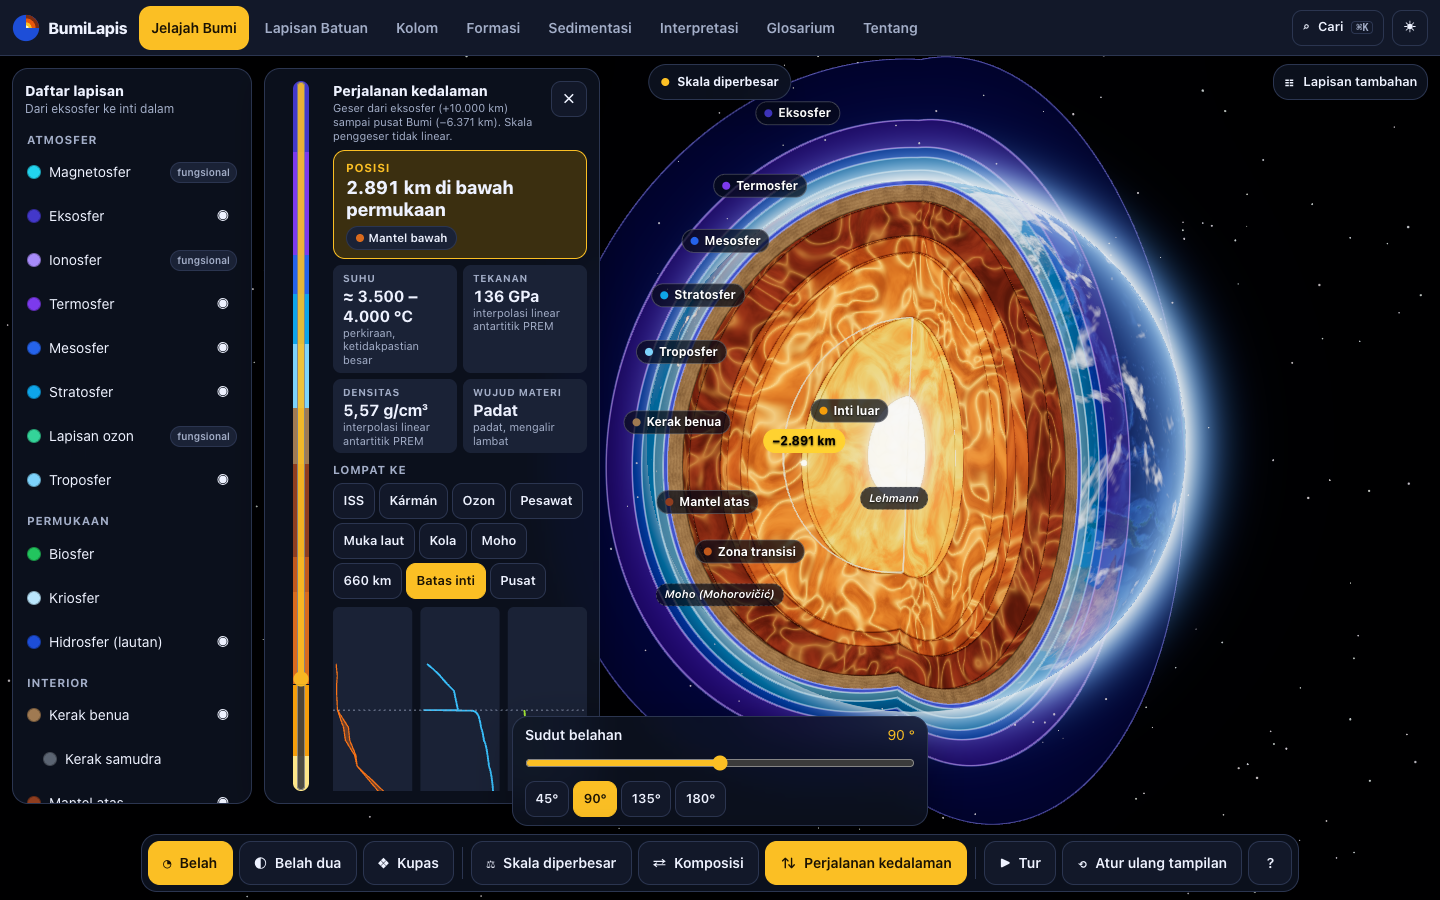 BumiLapis
Jelajah Bumi
Lapisan Batuan
Kolom
Formasi
Sedimentasi
Interpretasi
Glosarium
Tentang
Cari ⌘K
Daftar lapisan
Dari eksosfer ke inti dalam
ATMOSFER
Magnetosfer fungsional
Eksosfer
Ionosfer fungsional
Termosfer
Mesosfer
Stratosfer
Lapisan ozon fungsional
Troposfer
PERMUKAAN
Biosfer
Kriosfer
Hidrosfer (lautan)
INTERIOR
Kerak benua
Kerak samudra
Mantel atas
Perjalanan kedalaman
Geser dari eksosfer (+10.000 km)
sampai pusat Bumi (−6.371 km). Skala
penggeser tidak linear.
POSISI
2.891 km di bawah
permukaan
Mantel bawah
SUHU
≈ 3.500 –
4.000 °C
perkiraan,
ketidakpastian
besar
TEKANAN
136 GPa
interpolasi linear
antartitik PREM
DENSITAS
5,57 g/cm³
interpolasi linear
antartitik PREM
WUJUD MATERI
Padat
padat, mengalir
lambat
LOMPAT KE
ISS
Kármán
Ozon
Pesawat
Muka laut
Kola
Moho
660 km
Batas inti
Pusat
Skala diperbesar
Lapisan tambahan
Eksosfer
Termosfer
Mesosfer
Stratosfer
Troposfer
Inti luar
Kerak benua
−2.891 km
Lehmann
Mantel atas
Zona transisi
Moho (Mohorovičić)
Sudut belahan 90 °
45°
90°
135°
180°
Belah
Belah dua
Kupas
Skala diperbesar
Komposisi
Perjalanan kedalaman
Tur
Atur ulang tampilan
?